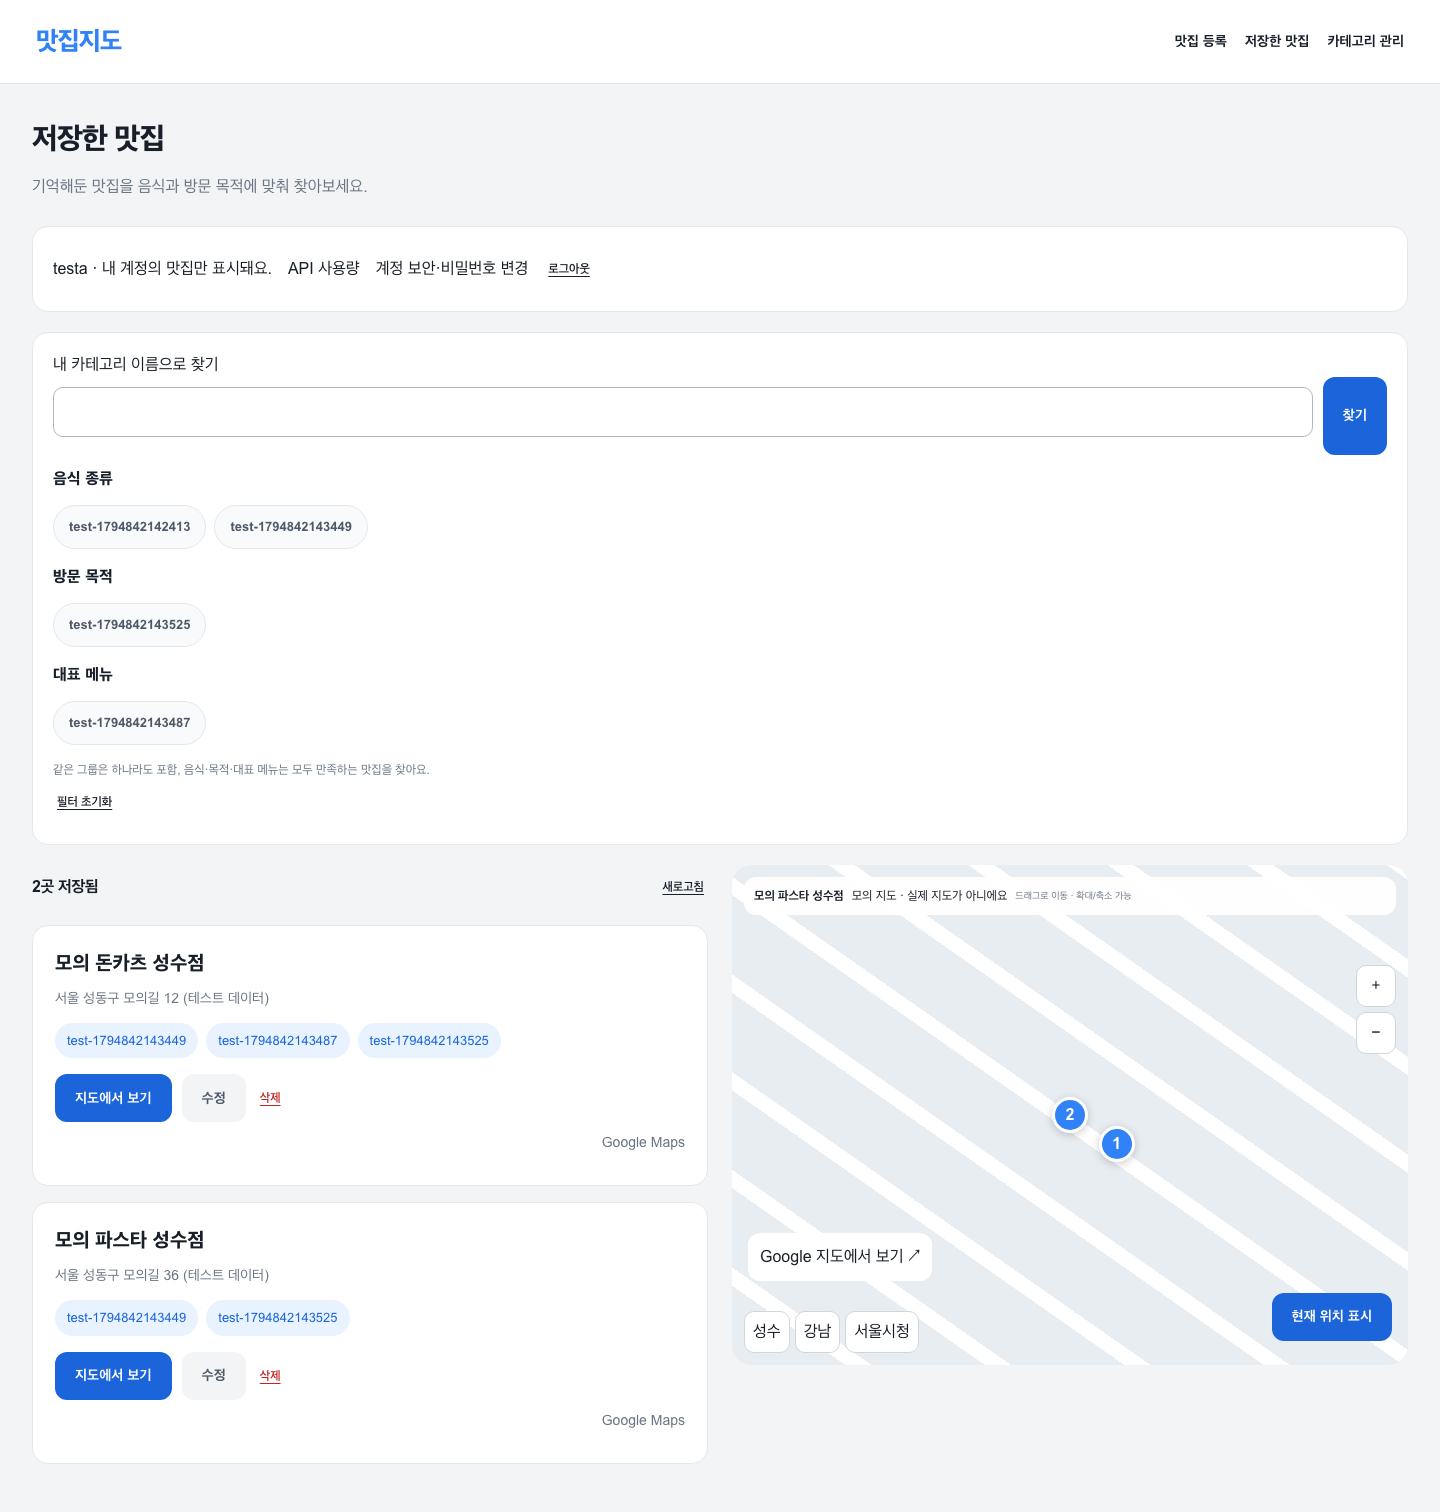 맛집지도
맛집 등록 저장한 맛집 카테고리 관리
저장한 맛집
기억해둔 맛집을 음식과 방문 목적에 맞춰 찾아보세요.
testa · 내 계정의 맛집만 표시돼요. API 사용량 계정 보안·비밀번호 변경 로그아웃
내 카테고리 이름으로 찾기
찾기
음식 종류
test-1794842142413 test-1794842143449
방문 목적
test-1794842143525
대표 메뉴
test-1794842143487
같은 그룹은 하나라도 포함, 음식·목적·대표 메뉴는 모두 만족하는 맛집을 찾아요.
필터 초기화
2곳 저장됨
새로고침
모의 돈카츠 성수점
서울 성동구 모의길 12 (테스트 데이터)
test-1794842143449 test-1794842143487 test-1794842143525
지도에서 보기 수정 삭제
Google Maps
모의 파스타 성수점
서울 성동구 모의길 36 (테스트 데이터)
test-1794842143449 test-1794842143525
지도에서 보기 수정 삭제
Google Maps
모의 파스타 성수점 모의 지도 · 실제 지도가 아니에요 드래그로 이동 · 확대/축소 가능
+
−
2
1
Google 지도에서 보기 ↗
현재 위치 표시
성수 강남 서울시청